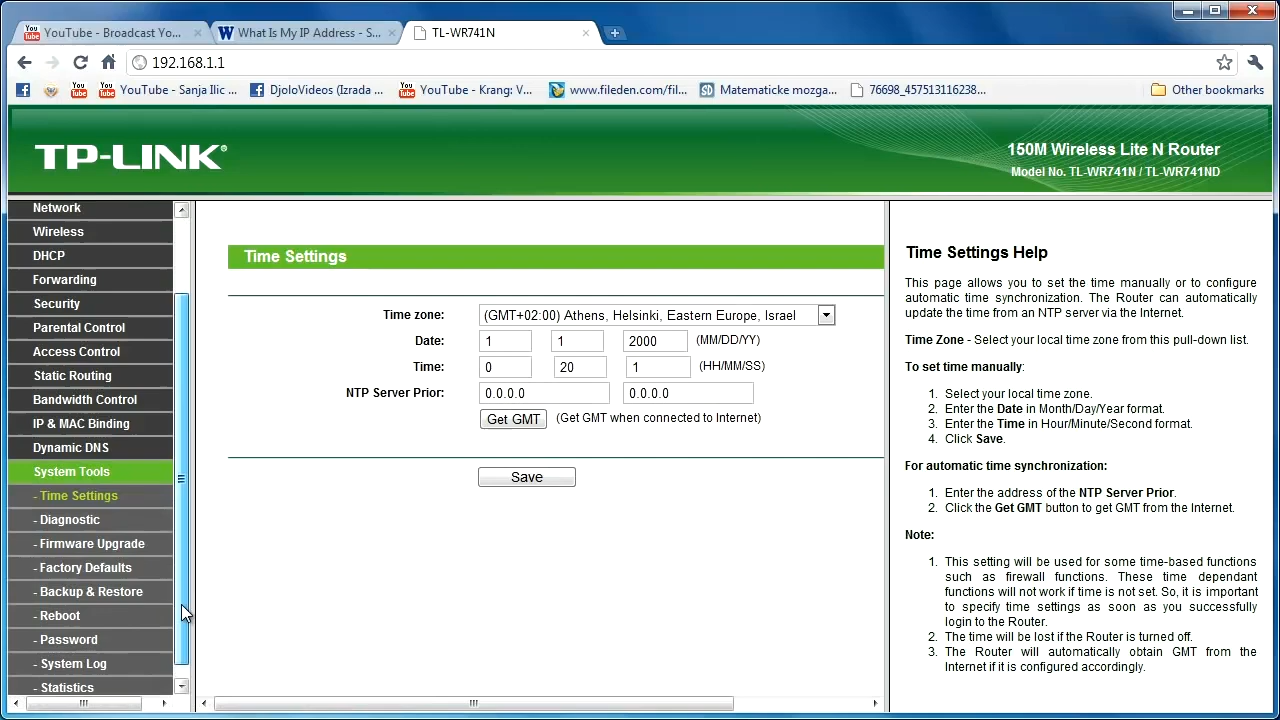 YouTube - Broadcast Yo...
What Is My IP Address - S...
TL-WR741N
192.168.1.1
YouTube - Sanja Ilic ...
DjoloVideos (Izrada ...
YouTube - Krang: V...
www.fileden.com/fil...
Matematicse mozga...
76698_457513116238...
Other bookmarks
TP-LINK®
150M Wireless Lite N Router
Model No. TL-WR741N / TL-WR741ND
Network
Wireless
DHCP
Forwarding
Security
Parental Control
Access Control
Static Routing
Bandwidth Control
IP & MAC Binding
Dynamic DNS
System Tools
- Time Settings
- Diagnostic
- Firmware Upgrade
- Factory Defaults
- Backup & Restore
- Reboot
- Password
- System Log
- Statistics
Time Settings
Time zone: (GMT+02:00) Athens, Helsinki, Eastern Europe, Israel
Date: 1 1 2000 (MM/DD/YY)
Time: 0 20 1 (HH/MM/SS)
NTP Server Prior: 0.0.0.0 0.0.0.0
Get GMT (Get GMT when connected to Internet)
Save
Time Settings Help
This page allows you to set the time manually or to configure
automatic time synchronization. The Router can automatically
update the time from an NTP server via the Internet.
Time Zone - Select your local time zone from this pull-down list.
To set time manually:
1. Select your local time zone.
2. Enter the Date in Month/Day/Year format.
3. Enter the Time in Hour/Minute/Second format.
4. Click Save.
For automatic time synchronization:
1. Enter the address of the NTP Server Prior.
2. Click the Get GMT button to get GMT from the Internet.
Note:
1. This setting will be used for some time-based functions
such as firewall functions. These time dependant
functions will not work if time is not set. So, it is important
to specify time settings as soon as you successfully
login to the Router.
2. The time will be lost if the Router is turned off.
3. The Router will automatically obtain GMT from the
Internet if it is configured accordingly.